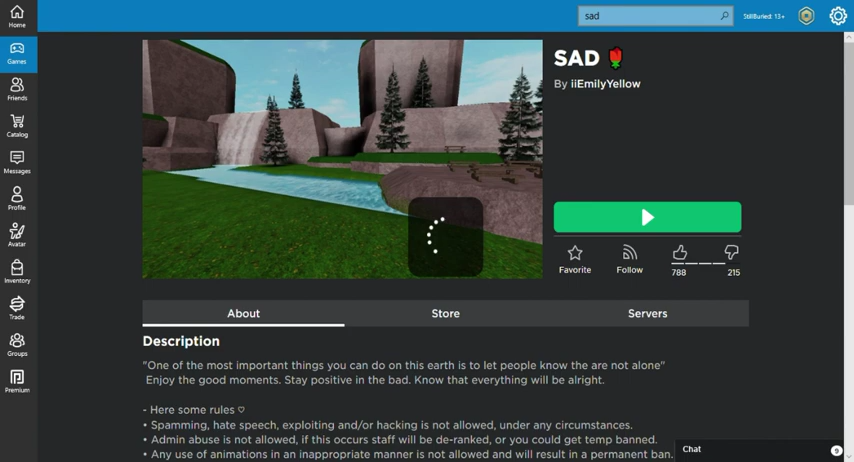 Home
sad
StillBuried: 13+
Games
Friends
Catalog
Messages
Profile
Avatar
Inventory
Trade
Groups
Premium
SAD
By iiEmilyYellow
Favorite
Follow
788
215
About
Store
Servers
Description
"One of the most important things you can do on this earth is to let people know the are not alone"
Enjoy the good moments. Stay positive in the bad. Know that everything will be alright.
- Here some rules ♡
• Spamming, hate speech, exploiting and/or hacking is not allowed, under any circumstances.
• Admin abuse is not allowed, if this occurs staff will be de-ranked, or you could get temp banned.
• Any use of animations in an inappropriate manner is not allowed and will result in a permanent ban.
Chat
9